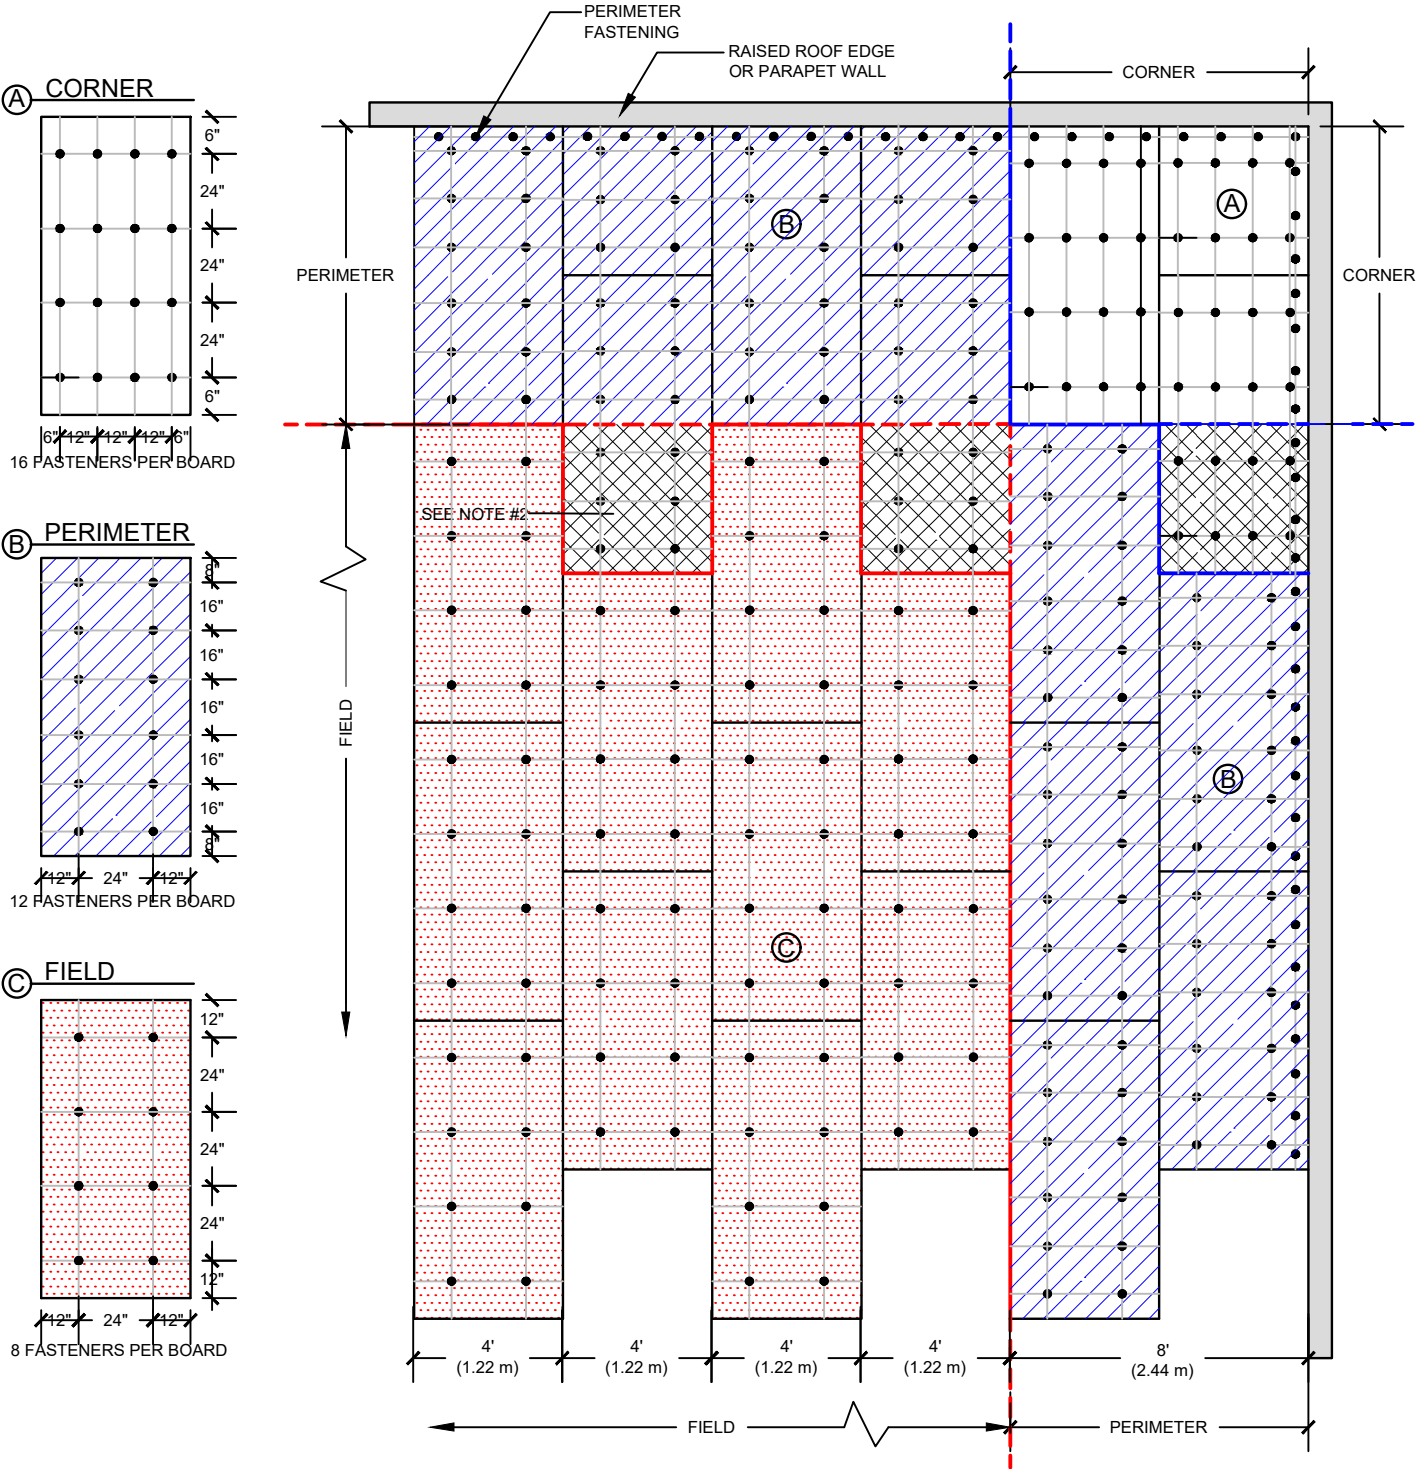 PERIMETER
FASTENING
RAISED ROOF EDGE
OR PARAPET WALL
CORNER
A CORNER
6"
24"
24"
24"
6"
6" 12" 12" 12" 6"
16 FASTENERS PER BOARD
B PERIMETER
8"
16"
16"
16"
16"
16"
8"
12" 24" 12"
12 FASTENERS PER BOARD
C FIELD
12"
24"
24"
24"
12"
12" 24" 12"
8 FASTENERS PER BOARD
PERIMETER
B
A
CORNER
SEE NOTE #2
FIELD
B
C
4' 4' 4' 4' 8'
(1.22 m) (1.22 m) (1.22 m) (1.22 m) (2.44 m)
FIELD PERIMETER